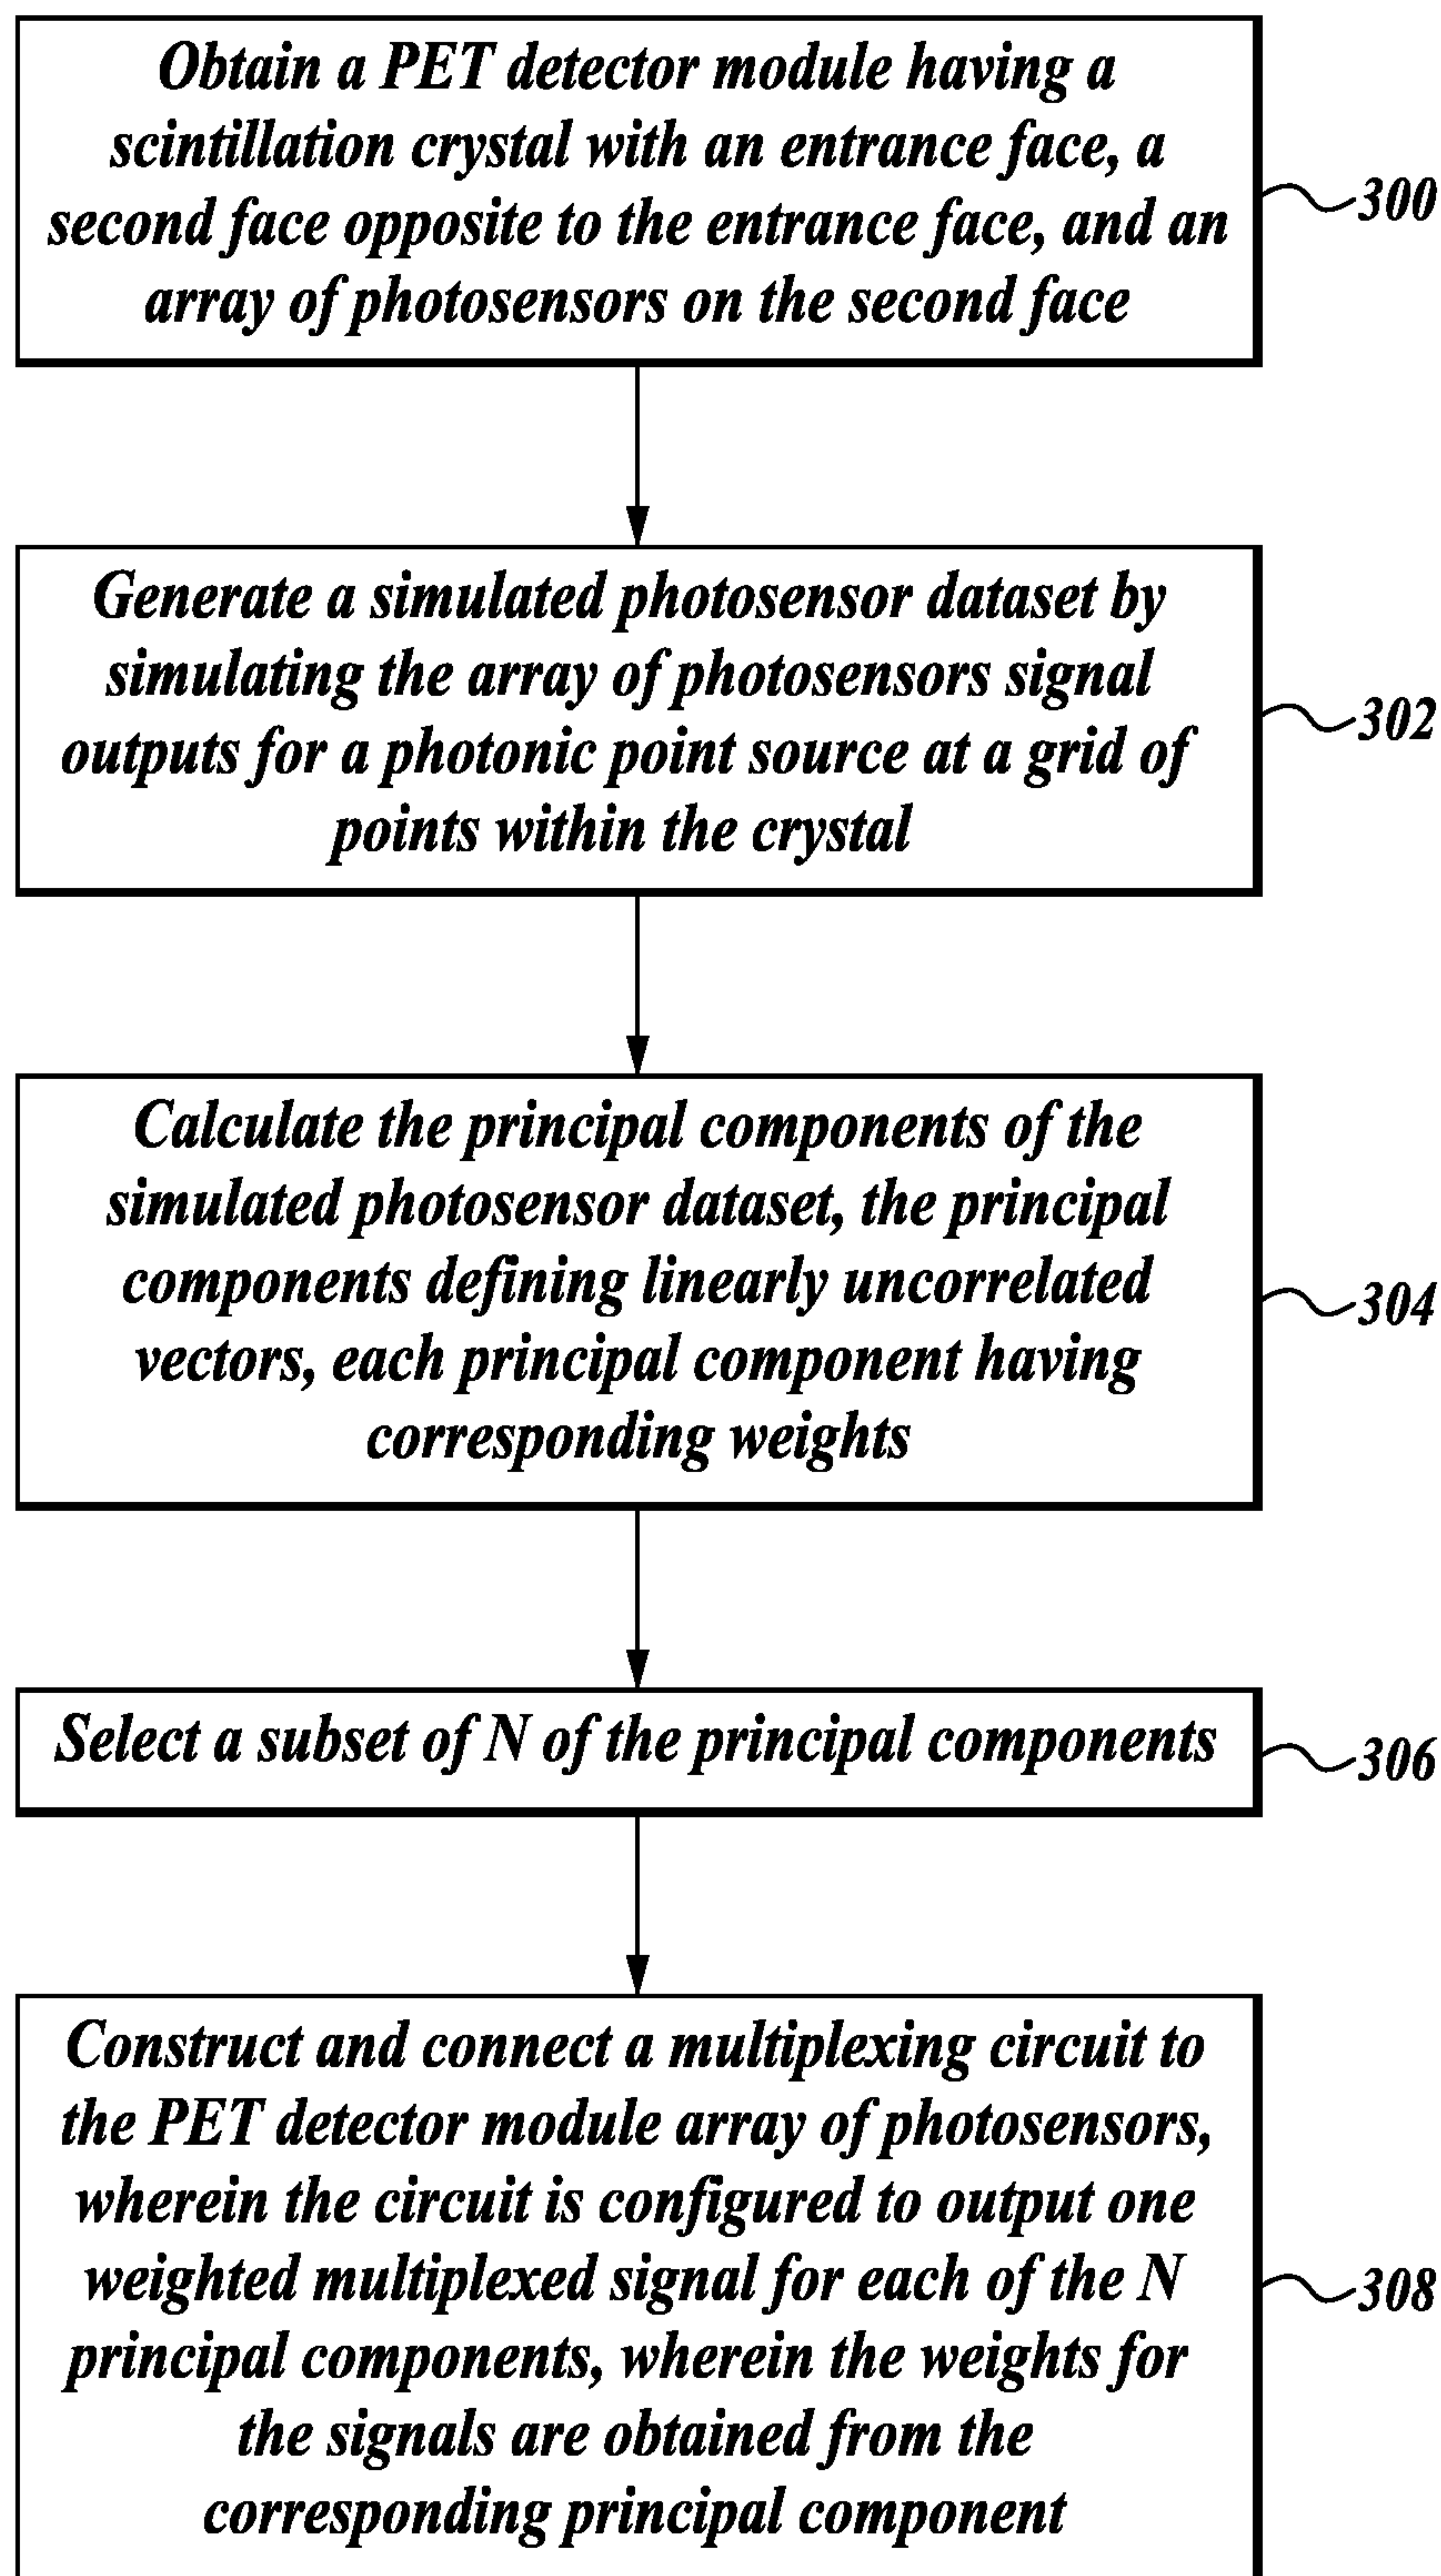 Obtain a PET detector module having a
scintillation crystal with an entrance face, a
second face opposite to the entrance face, and an
array of photosensors on the second face
300
Generate a simulated photosensor dataset by
simulating the array of photosensors signal
outputs for a photonic point source at a grid of
points within the crystal
302
Calculate the principal components of the
simulated photosensor dataset, the principal
components defining linearly uncorrelated
vectors, each principal component having
corresponding weights
304
Select a subset of N of the principal components
306
Construct and connect a multiplexing circuit to
the PET detector module array of photosensors,
wherein the circuit is configured to output one
weighted multiplexed signal for each of the N
principal components, wherein the weights for
the signals are obtained from the
corresponding principal component
308